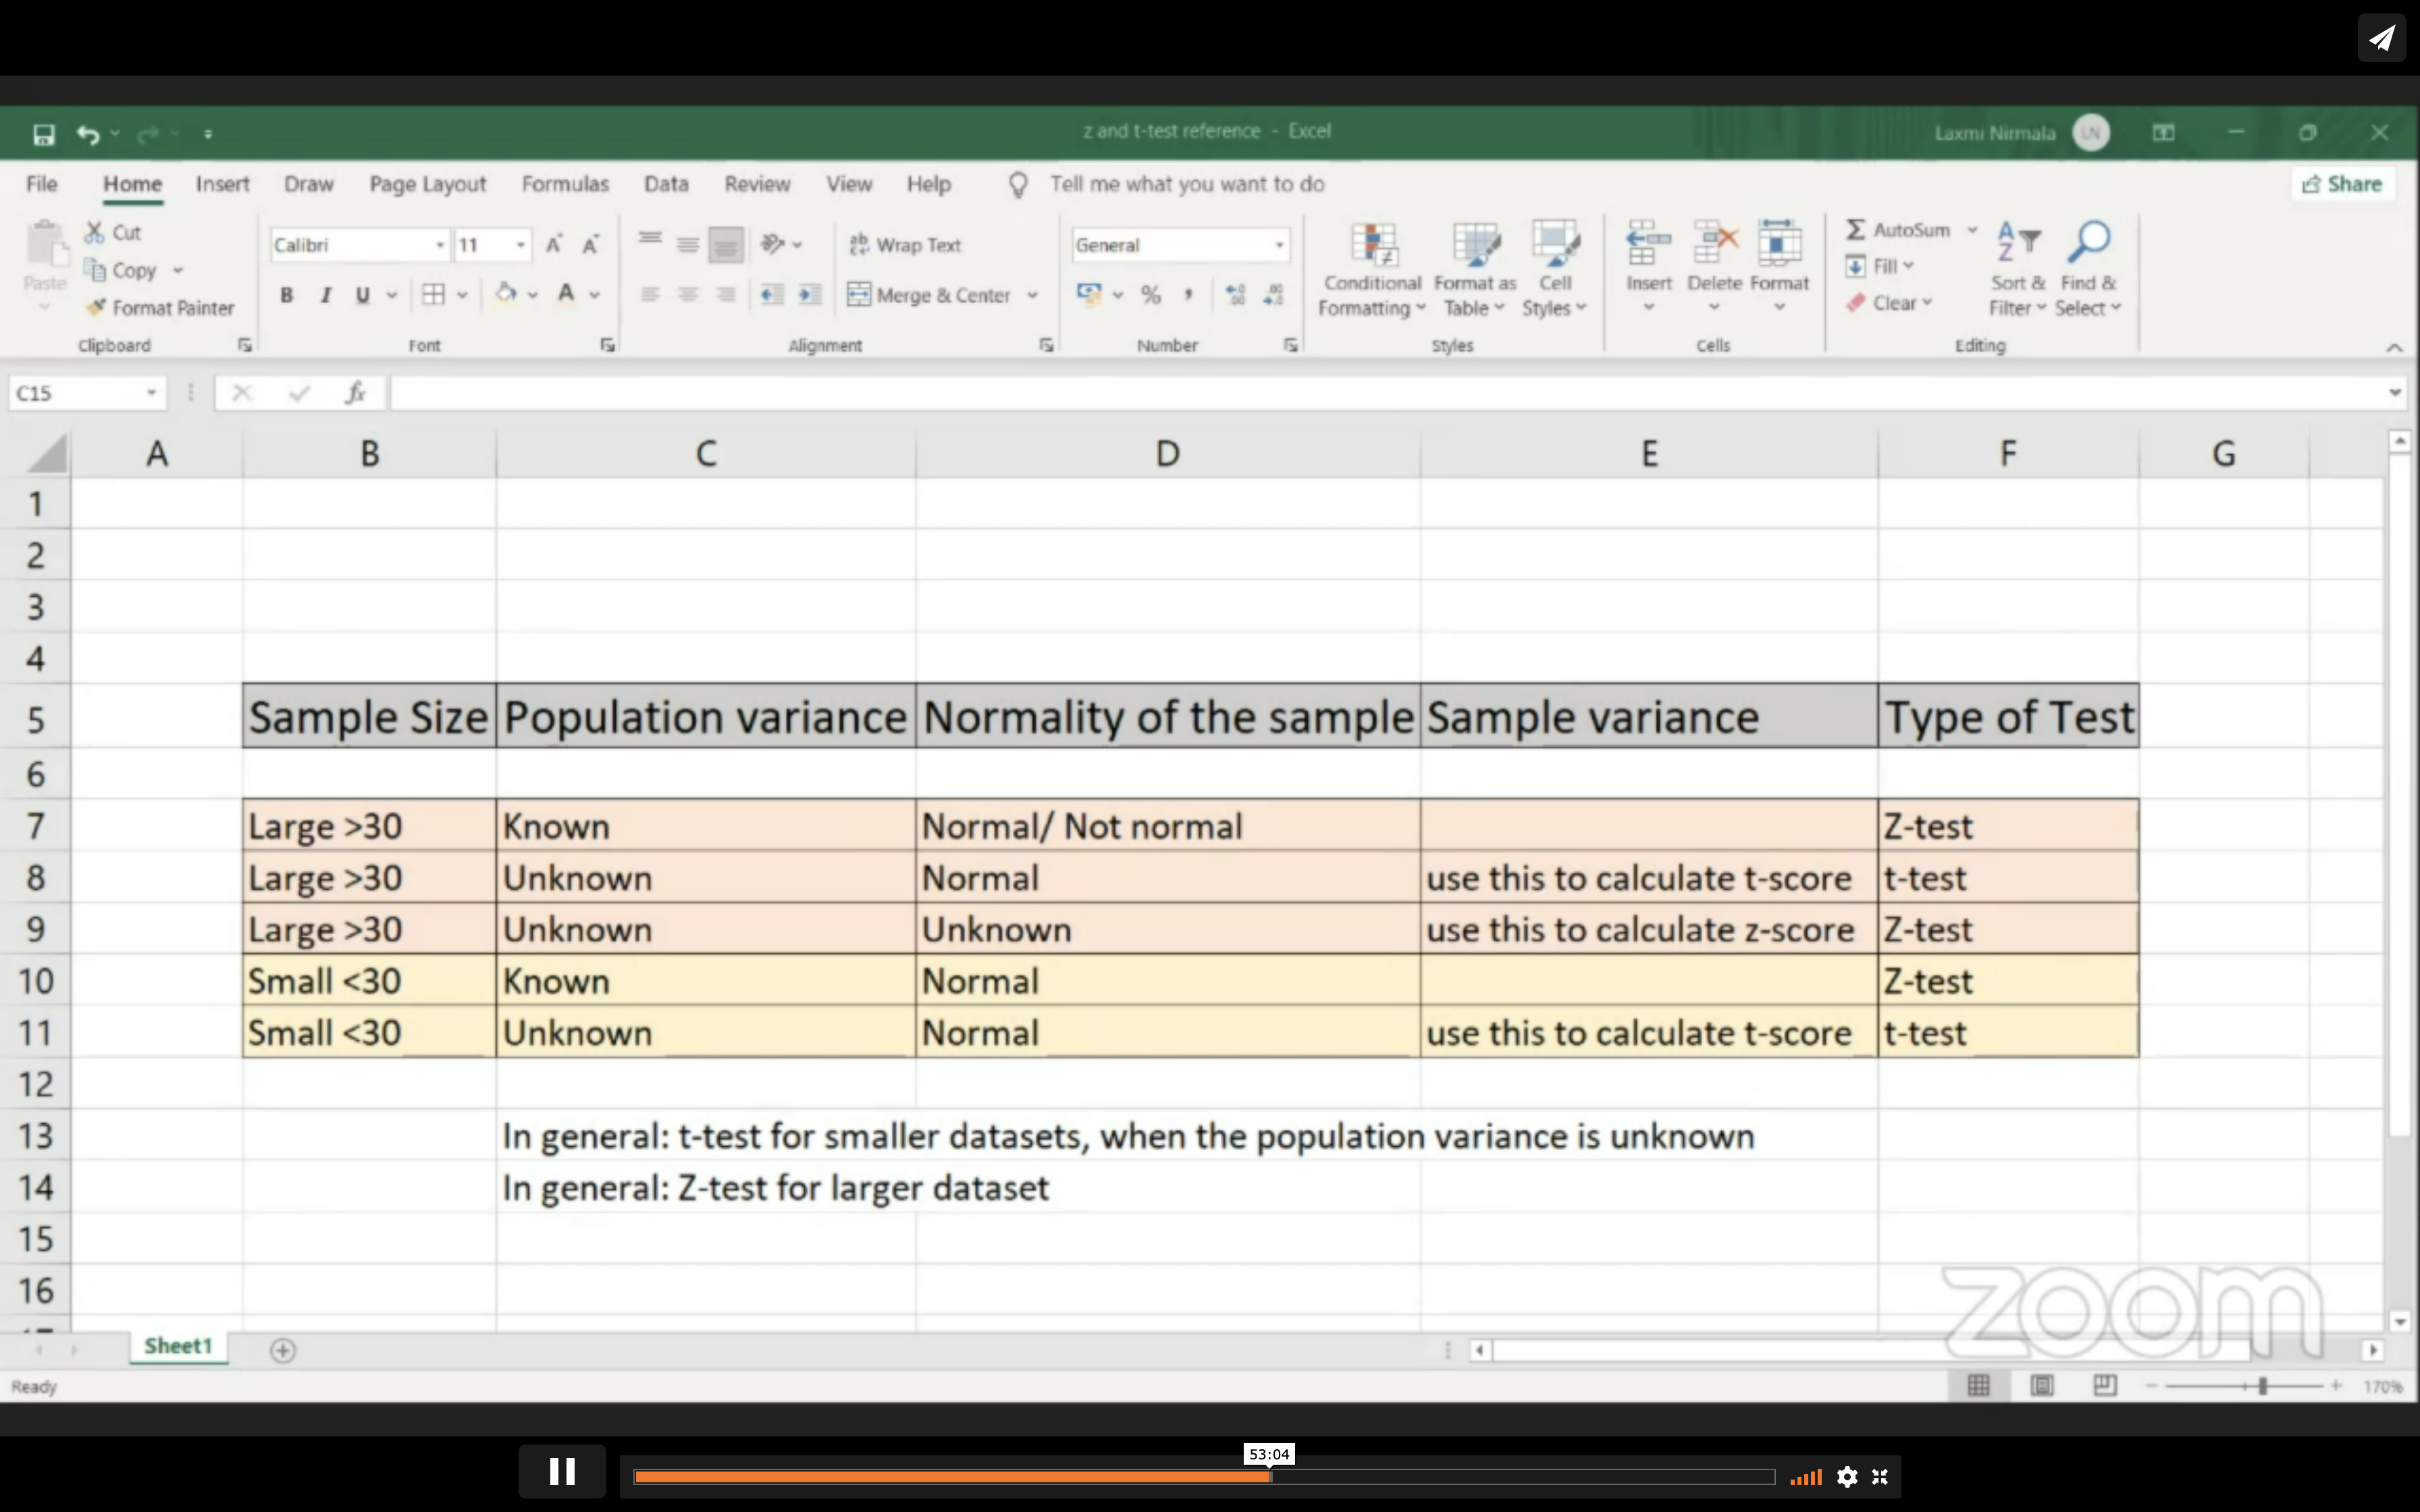 z and t-test reference - Excel
Laxmi Nirmala LN
File Home Insert Draw Page Layout Formulas Data Review View Help Tell me what you want to do Share
Paste
Cut
Copy
Format Painter
Clipboard
Calibri 11
B I U
Font
Wrap Text
Merge & Center
Alignment
General
%
Number
Conditional Formatting
Format as Table
Cell Styles
Styles
Insert Delete Format
Cells
AutoSum
Fill
Clear
Sort & Filter
Find & Select
Editing
C15 fx
A B C D E F G
1
2
3
4
5 Sample Size Population variance Normality of the sample Sample variance Type of Test
6
7 Large >30 Known Normal/ Not normal Z-test
8 Large >30 Unknown Normal use this to calculate t-score t-test
9 Large >30 Unknown Unknown use this to calculate z-score Z-test
10 Small <30 Known Normal Z-test
11 Small <30 Unknown Normal use this to calculate t-score t-test
12
13 In general: t-test for smaller datasets, when the population variance is unknown
14 In general: Z-test for larger dataset
15
16
zoom
Sheet1
Ready
170%
53:04